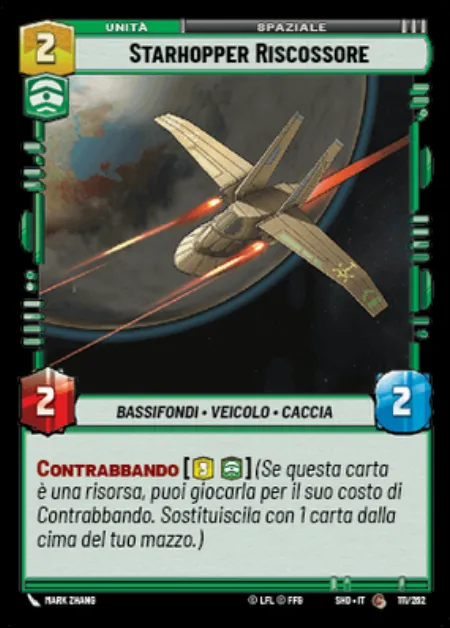 UNITÀ
SPAZIALE
2
STARHOPPER RISCOSSORE
2
2
BASSIFONDI • VEICOLO • CACCIA
CONTRABBANDO [3] (Se questa carta
è una risorsa, puoi giocarla per il suo costo di
Contrabbando. Sostituiscila con 1 carta dalla
cima del tuo mazzo.)
MARK ZHANG
© LFL © FFG
SHD • IT
111/262